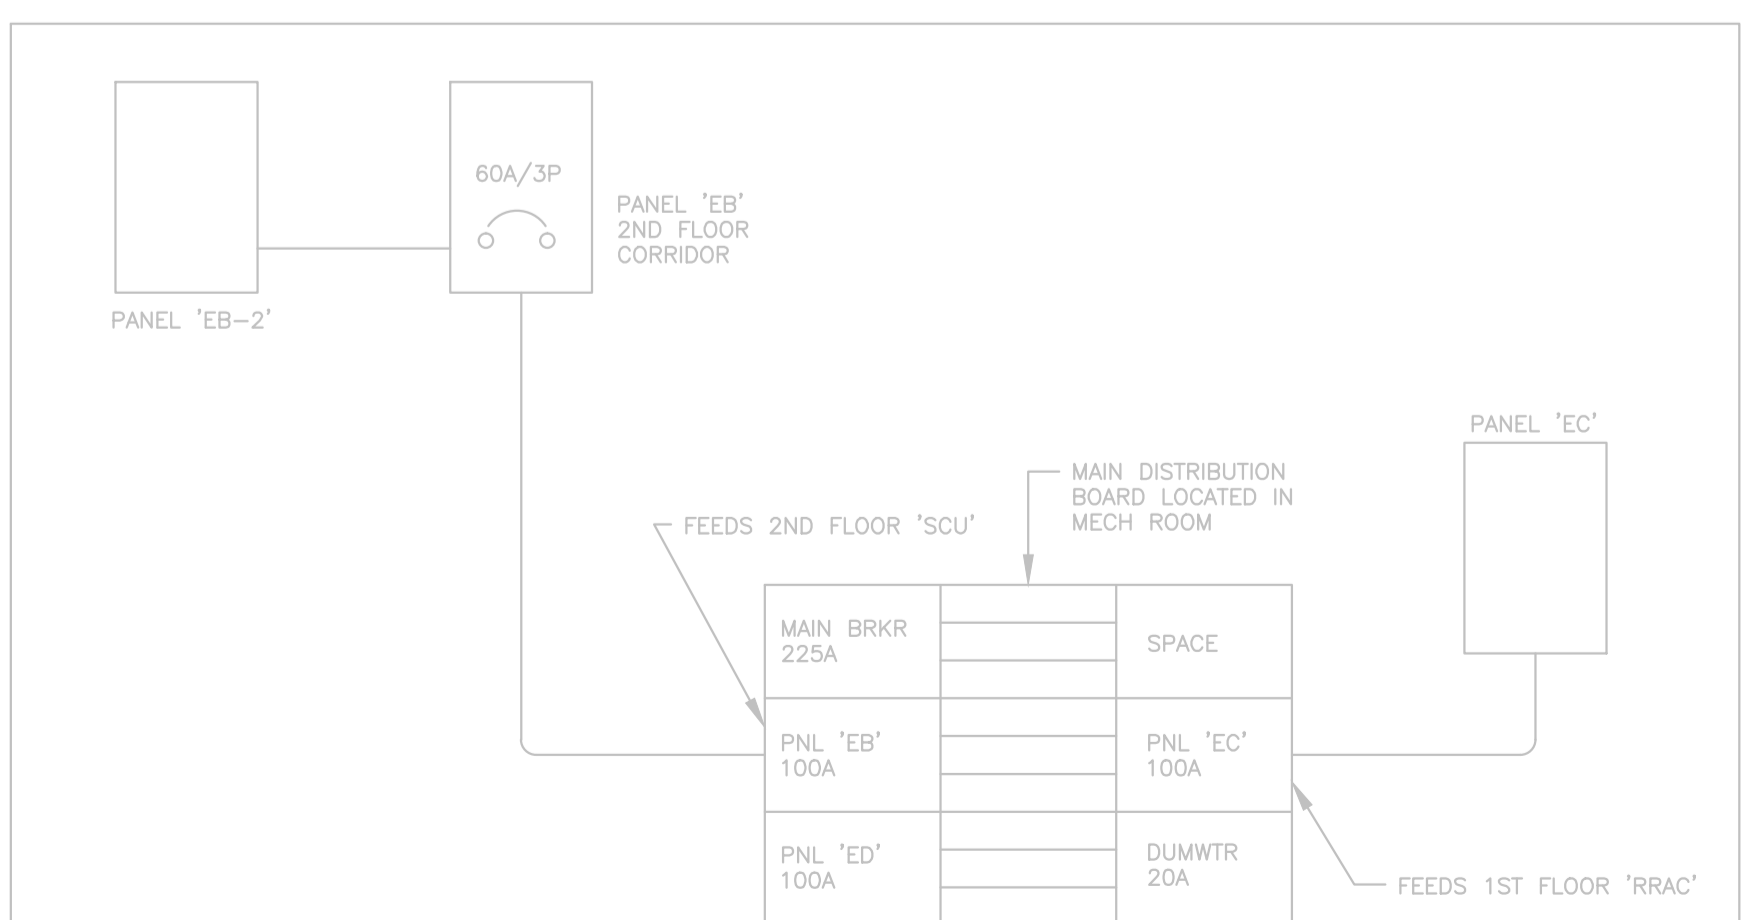 60A/3P
PANEL 'EB'
2ND FLOOR
CORRIDOR
PANEL 'EB-2'
PANEL 'EC'
MAIN DISTRIBUTION
BOARD LOCATED IN
MECH ROOM
FEEDS 2ND FLOOR 'SCU'
MAIN BRKR
225A
SPACE
PNL 'EB'
100A
PNL 'EC'
100A
PNL 'ED'
100A
DUMWTR
20A
FEEDS 1ST FLOOR 'RRAC'